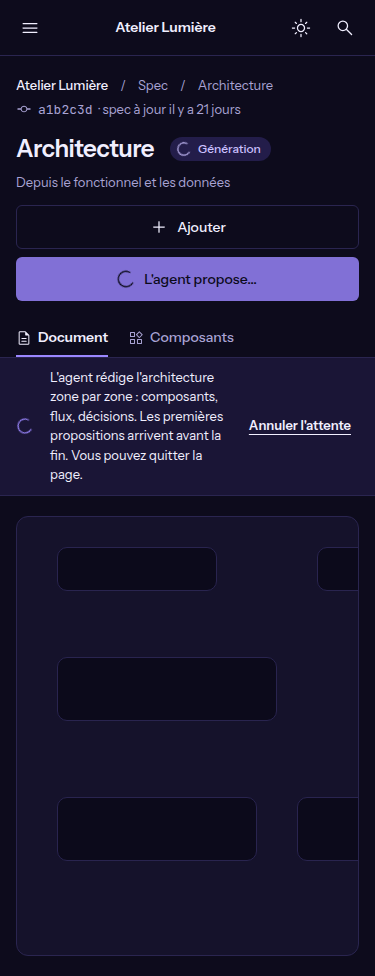 Atelier Lumière
Atelier Lumière / Spec / Architecture
a1b2c3d · spec à jour il y a 21 jours
Architecture Génération
Depuis le fonctionnel et les données
Ajouter
L'agent propose…
Document Composants
L'agent rédige l'architecture
zone par zone : composants,
flux, décisions. Les premières
propositions arrivent avant la
fin. Vous pouvez quitter la
page.
Annuler l'attente